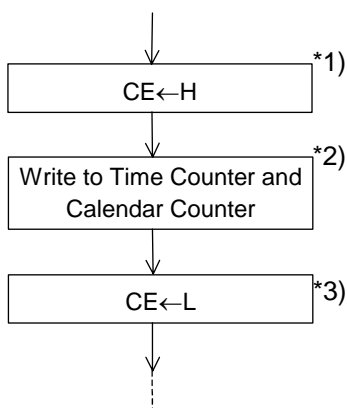 *1)
CE←H
*2)
Write to Time Counter and
Calendar Counter
*3)
CE←L